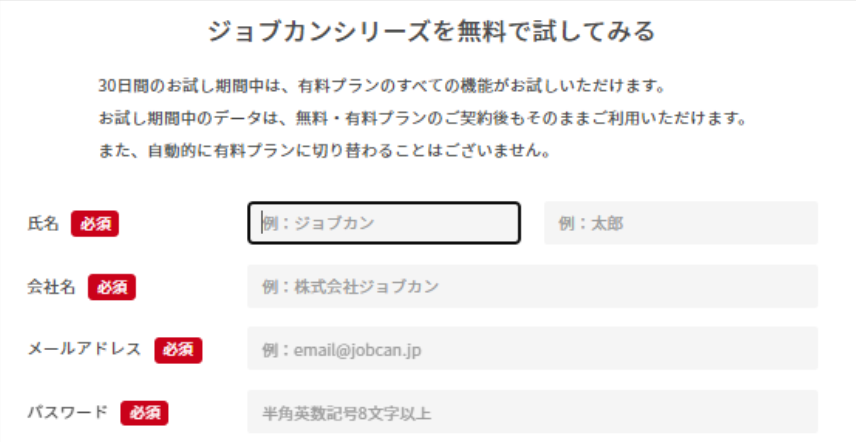 ジョブカンシリーズを無料で試してみる
30日間のお試し期間中は、有料プランのすべての機能がお試しいただけます。
お試し期間中のデータは、無料・有料プランのご契約後もそのままご利用いただけます。
また、自動的に有料プランに切り替わることはございません。
氏名 必須 例：ジョブカン 例：太郎
会社名 必須 例：株式会社ジョブカン
メールアドレス 必須 例：email@jobcan.jp
パスワード 必須 半角英数記号8文字以上